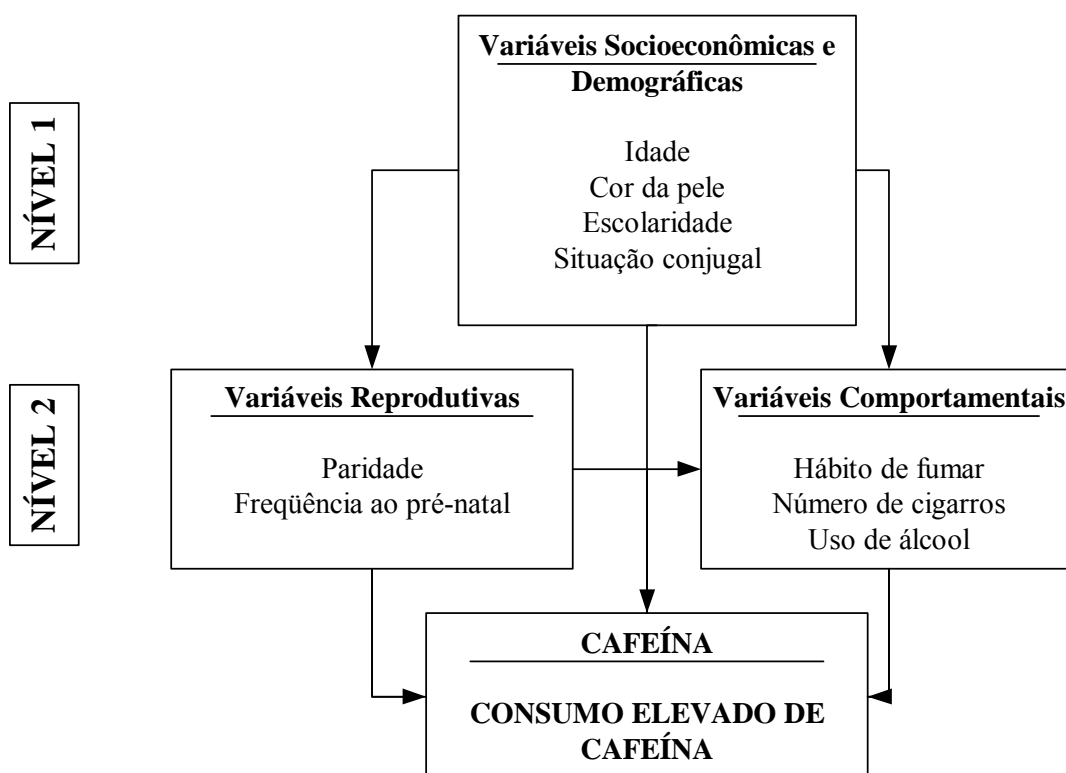 NÍVEL 1
Variáveis Socioeconômicas e
Demográficas
Idade
Cor da pele
Escolaridade
Situação conjugal
NÍVEL 2
Variáveis Reprodutivas
Paridade
Freqüência ao pré-natal
Variáveis Comportamentais
Hábito de fumar
Número de cigarros
Uso de álcool
CAFEÍNA
CONSUMO ELEVADO DE
CAFEÍNA